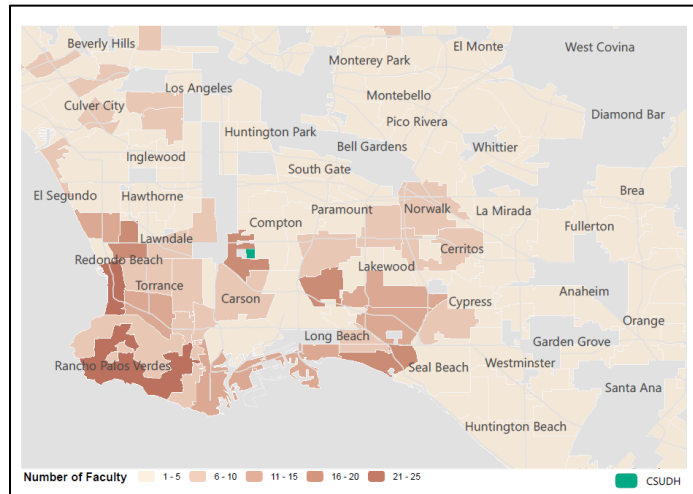 Beverly Hills
El Monte
West Covina
Monterey Park
Los Angeles
Montebello
Culver City
Diamond Bar
Pico Rivera
Huntington Park
Bell Gardens
Whittier
Inglewood
South Gate
El Segundo
Hawthorne
Paramount
Norwalk
La Mirada
Brea
Compton
Fullerton
Lawndale
Cerritos
Redondo Beach
Lakewood
Torrance
Carson
Cypress
Anaheim
Orange
Long Beach
Garden Grove
Rancho Palos Verdes
Seal Beach
Westminster
Santa Ana
Huntington Beach
Number of Faculty 1 - 5 6 - 10 11 - 15 16 - 20 21 - 25 CSUDH